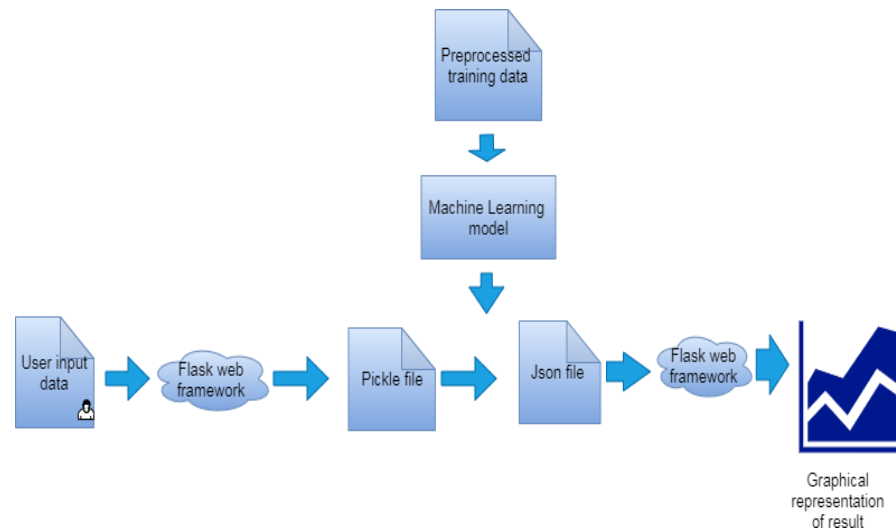 Preprocessed
training data
Machine Learning
model
User input
data
Flask web
framework
Pickle file
Json file
Flask web
framework
Graphical
representation
of result